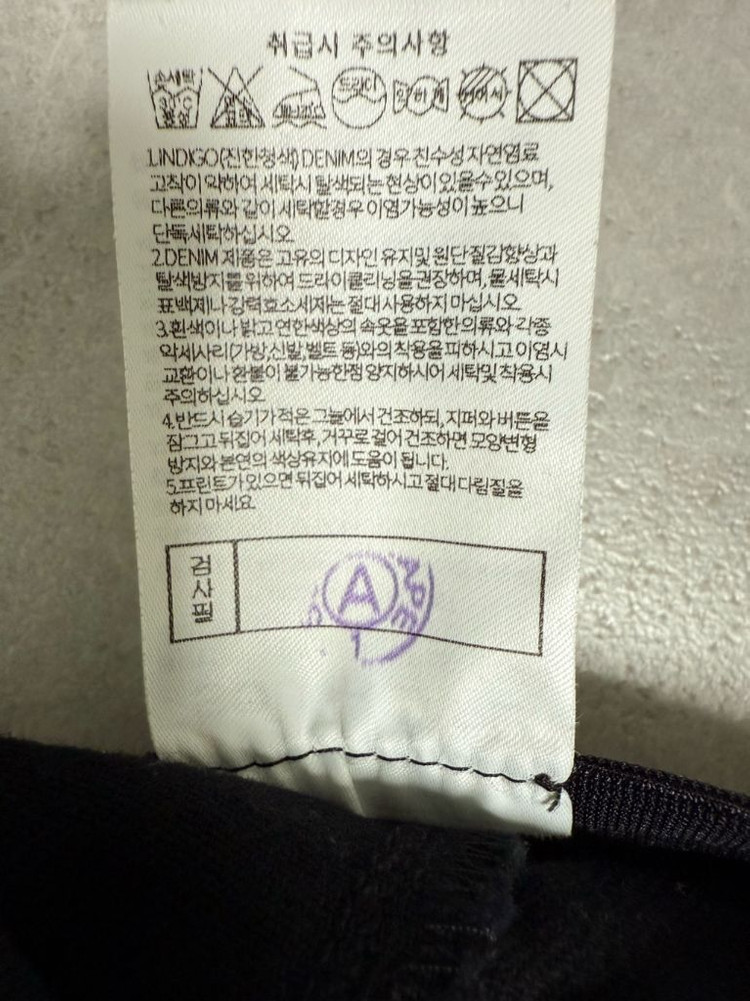 취급시 주의사항
손세탁 30°C 중성
드라이
약하게
1.INDIGO(진한청색) DENIM의 경우 친수성 자연염료
고착이 약하여 세탁시 탈색되는 현상이 있을수 있으며,
다른의류와 같이 세탁할경우 이염가능성이 높으니
단독세탁하십시오.
2.DENIM 제품은 고유의 디자인 유지및 원단 질감향상과
탈색방지를 위하여 드라이클리닝을 권장하며, 물세탁시
표백제나 강력효소세제는 절대 사용하지 마십시오.
3.흰색이나 밝고 연한색상의 속옷을 포함한 의류와 각종
악세사리(가방,신발,벨트 등)와의 착용을 피하시고 이염시
교환이나 환불이 불가능한점 양지하시어 세탁및 착용시
주의하십시오.
4.반드시 습기가 적은 그늘에서 건조하되, 지퍼와 버튼을
잠그고 뒤집어 세탁후, 거꾸로 걸어 건조하면 모양변형
방지와 본연의 색상유지에 도움이 됩니다.
5.프린트가 있으면 뒤집어 세탁하시고 절대 다림질을
하지 마세요.
검사필
A
1